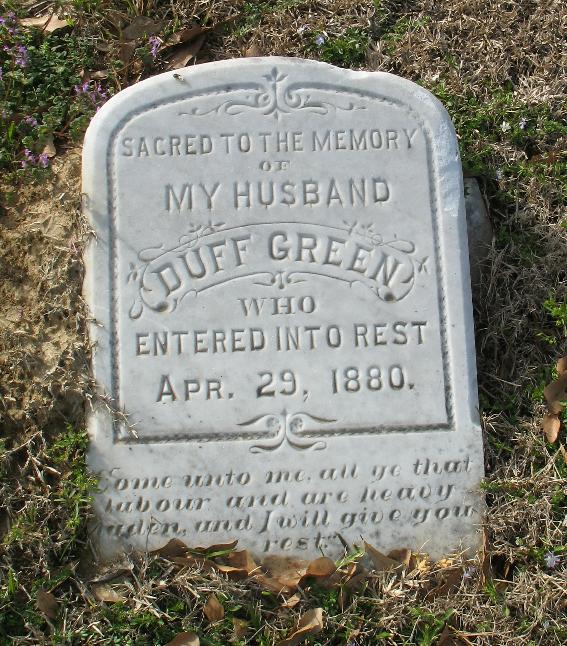 SACRED TO THE MEMORY
OF
MY HUSBAND
DUFF GREEN
WHO
ENTERED INTO REST
APR. 29, 1880.
Come unto me, all ye that
labour and are heavy
laden, and I will give you
rest.